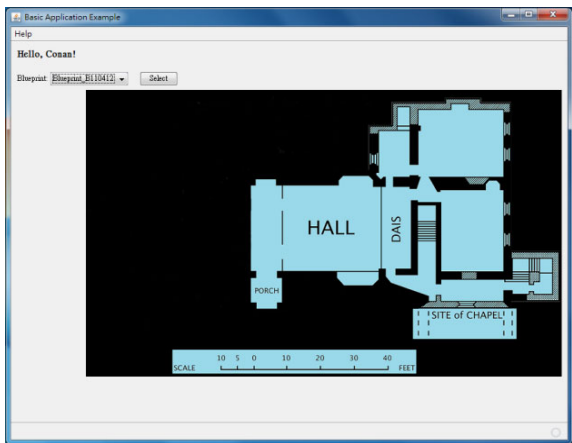 Basic Application Example
Help
Hello, Conan!
Blueprint: Blueprint_B110412 Select
HALL
DAIS
PORCH
SITE of CHAPEL
10 5 0 10 20 30 40
SCALE FEET